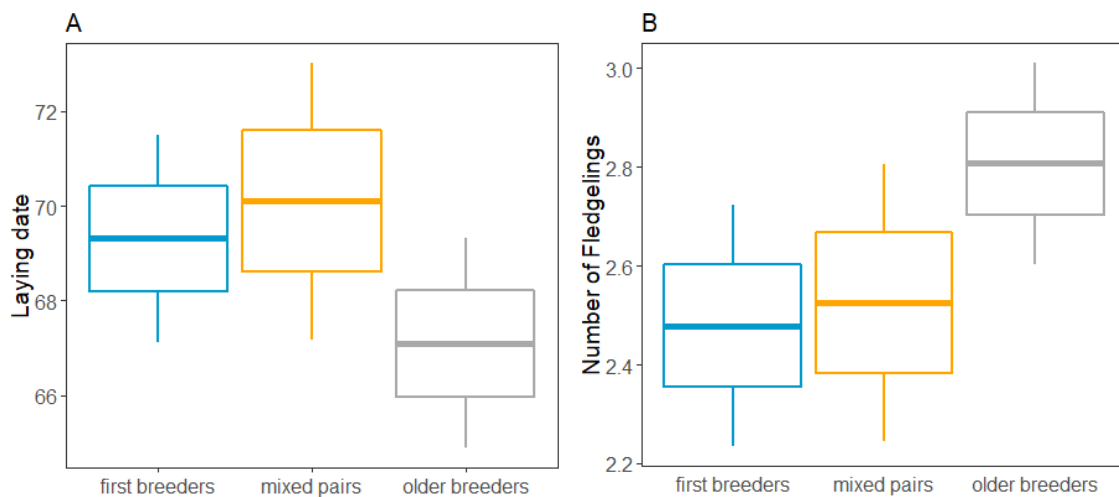 A
Laying date
72
70
68
66
first breeders mixed pairs older breeders
B
Number of Fledgelings
3.0
2.8
2.6
2.4
2.2
first breeders mixed pairs older breeders